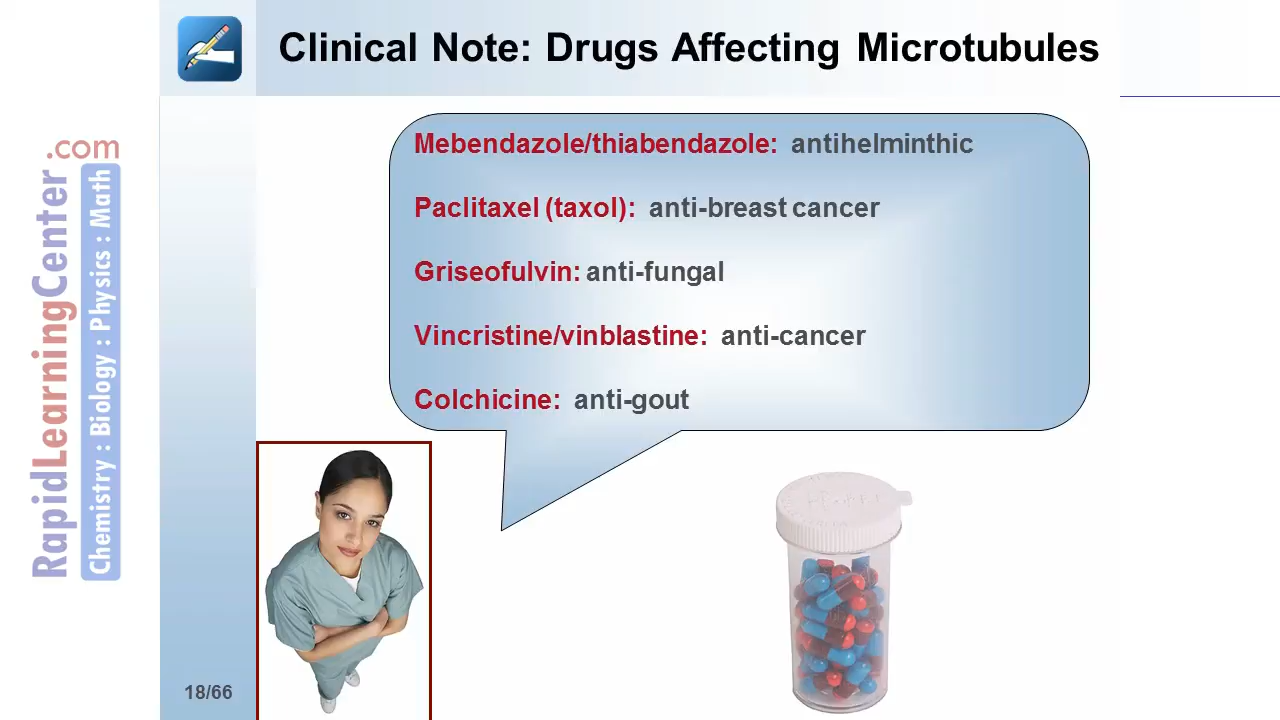 Clinical Note: Drugs Affecting Microtubules
RapidLearningCenter.com
Chemistry : Biology : Physics : Math
Mebendazole/thiabendazole: antihelminthic
Paclitaxel (taxol): anti-breast cancer
Griseofulvin: anti-fungal
Vincristine/vinblastine: anti-cancer
Colchicine: anti-gout
18/66